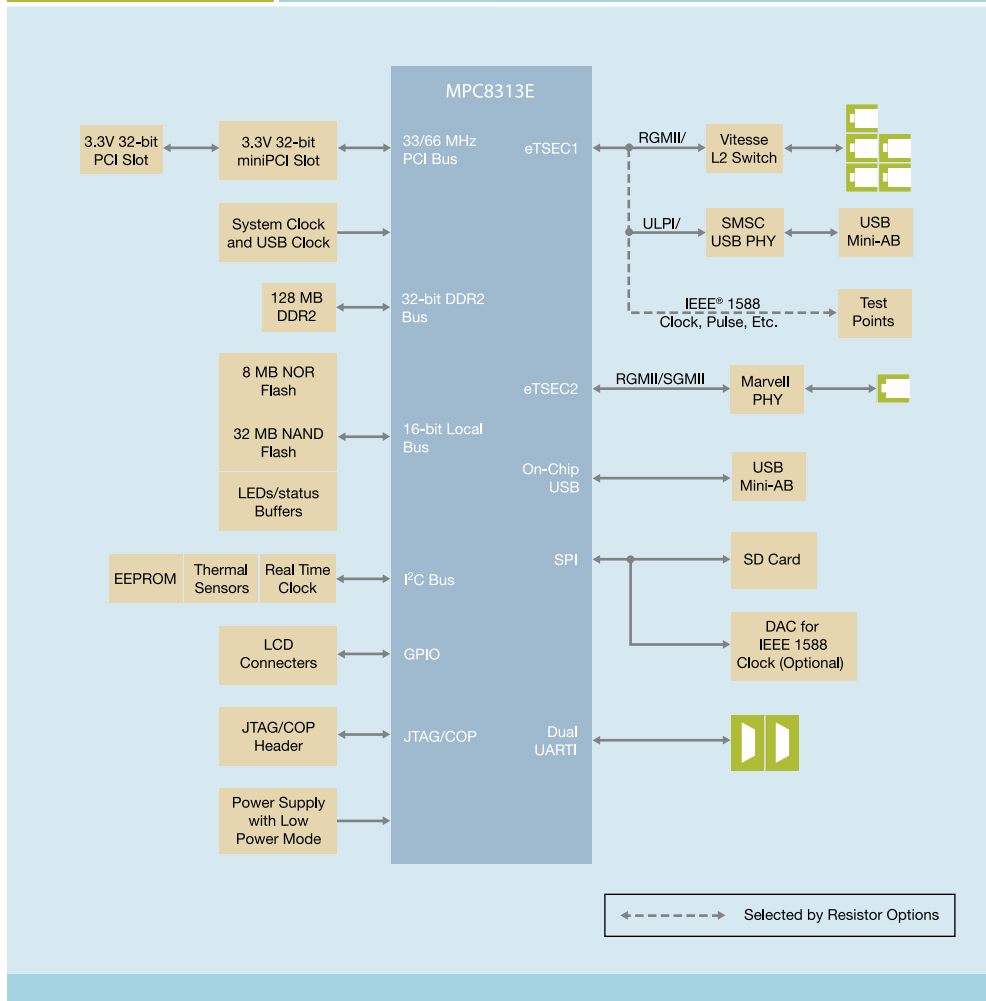 MPC8313E
3.3V 32-bit
PCI Slot
3.3V 32-bit
miniPCI Slot
33/66 MHz
PCI Bus
eTSEC1
RGMII/
Vitesse
L2 Switch
System Clock
and USB Clock
ULPI/
SMSC
USB PHY
USB
Mini-AB
128 MB
DDR2
32-bit DDR2
Bus
IEEE® 1588
Clock, Pulse, Etc.
Test
Points
8 MB NOR
Flash
eTSEC2
RGMII/SGMII
Marvell
PHY
32 MB NAND
Flash
16-bit Local
Bus
LEDs/status
Buffers
On-Chip
USB
USB
Mini-AB
EEPROM
Thermal
Sensors
Real Time
Clock
I²C Bus
SPI
SD Card
LCD
Connecters
GPIO
DAC for
IEEE 1588
Clock (Optional)
JTAG/COP
Header
JTAG/COP
Dual
UARTI
Power Supply
with Low
Power Mode
Selected by Resistor Options